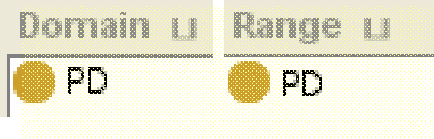 Domain ⊔ Range ⊔
PD PD